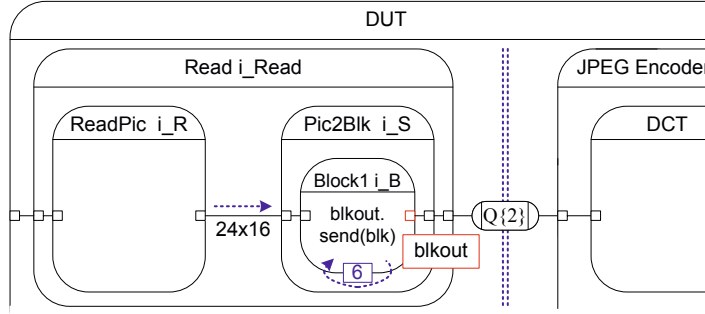 DUT
Read i_Read
JPEG Encoder
ReadPic i_R
Pic2Blk i_S
DCT
Block1 i_B
blkout.
send(blk)
24x16
Q{2}
blkout
6